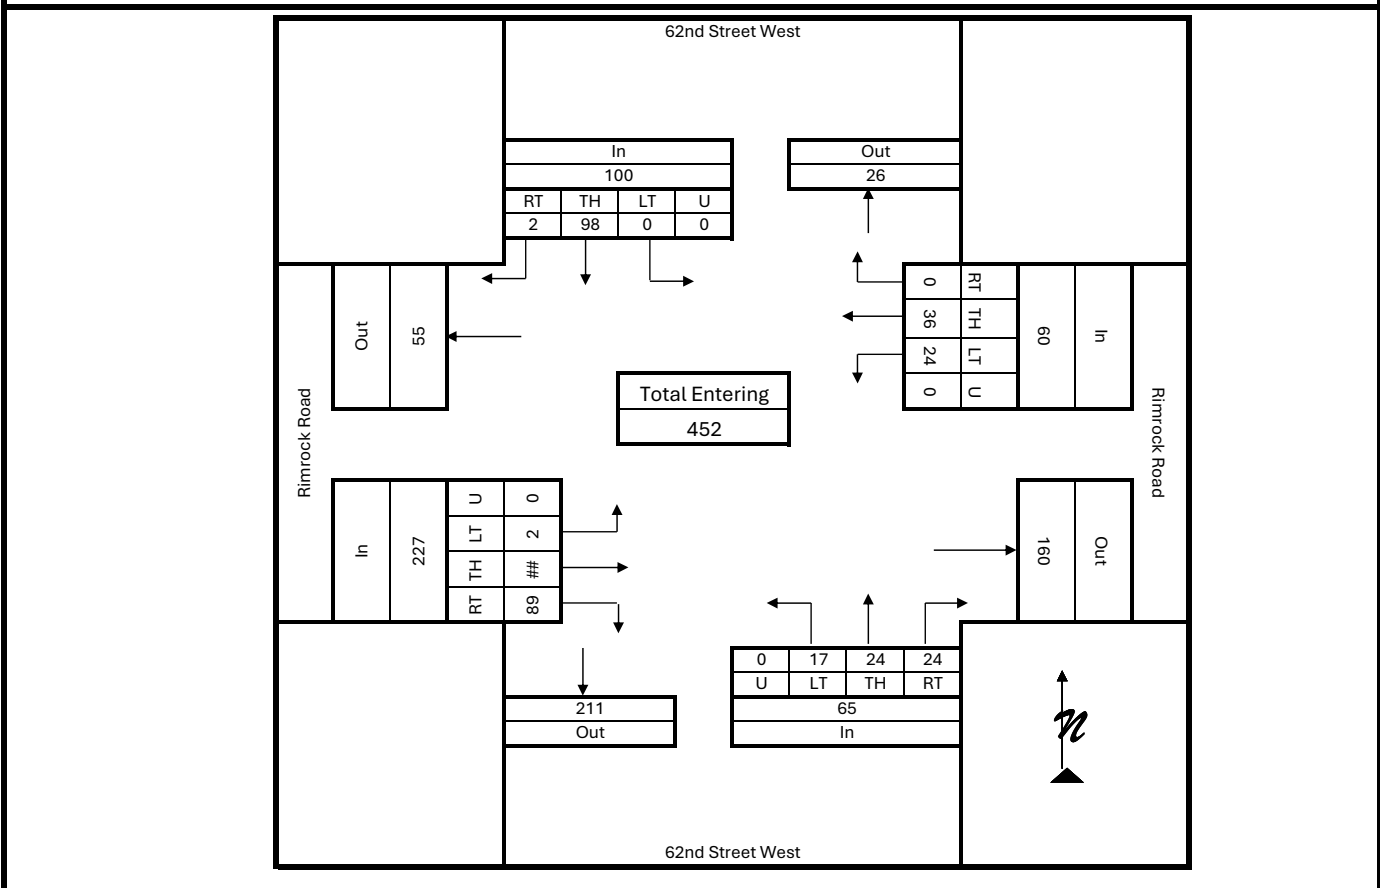 62nd Street West
In
100
RT TH LT U
2 98 0 0
Out
26
Out 55
Rimrock Road
0 RT
36 TH
24 LT
0 U
60 In
Rimrock Road
Total Entering
452
In 227
U 0
LT 2
TH ##
RT 89
160 Out
0 17 24 24
U LT TH RT
65
In
211
Out
N
62nd Street West